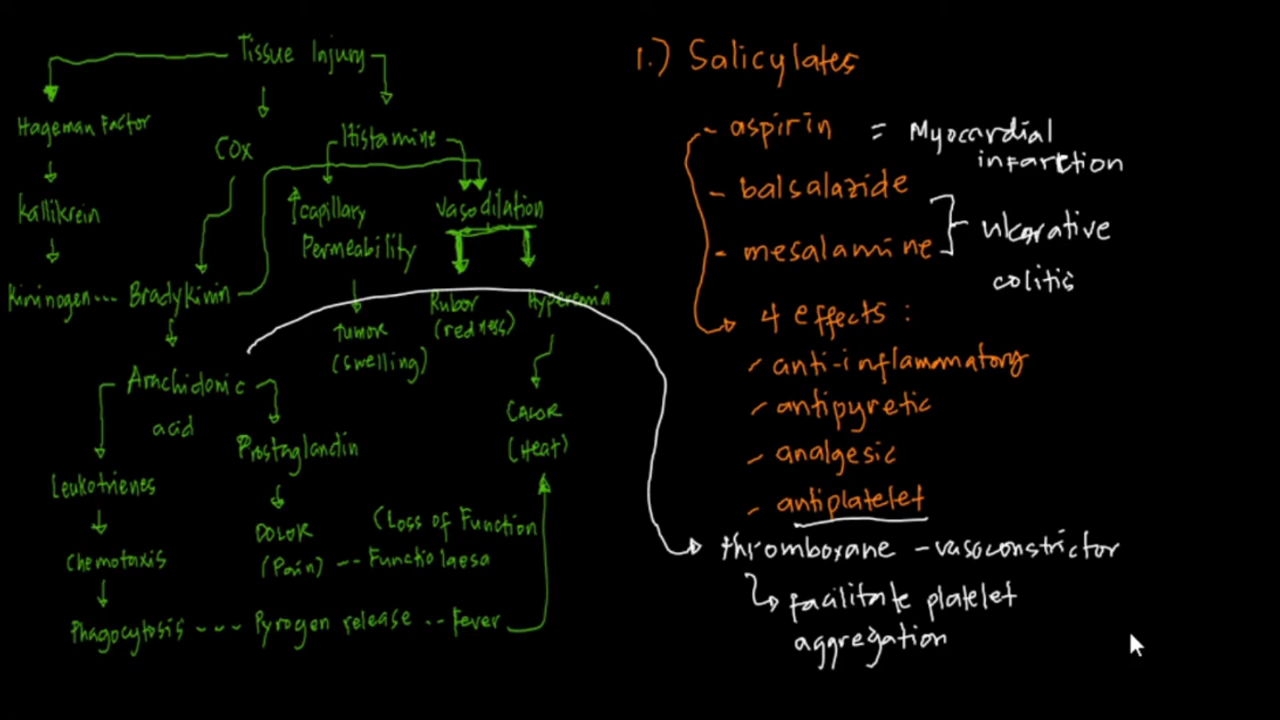 Tissue Injury
Hageman Factor
COX
Histamine
Kallikrein
↑ capillary
Permeability
vasodilation
Kininogen --- Bradykinin
Tumor
(swelling)
Rubor
(redness)
Hyperemia
Arachidonic
acid
CALOR
(Heat)
Leukotrienes
Prostaglandin
DOLOR
(Pain) -- Functiolaesa
(Loss of Function
Chemotaxis
Phagocytosis --- Pyrogen release -- Fever
1.) Salicylates
- aspirin = Myocardial
infarction
- balsalazide
- mesalamine
ulcerative
colitis
4 effects :
- anti-inflammatory
- antipyretic
- analgesic
- antiplatelet
thromboxane - vasoconstrictor
facilitate platelet
aggregation